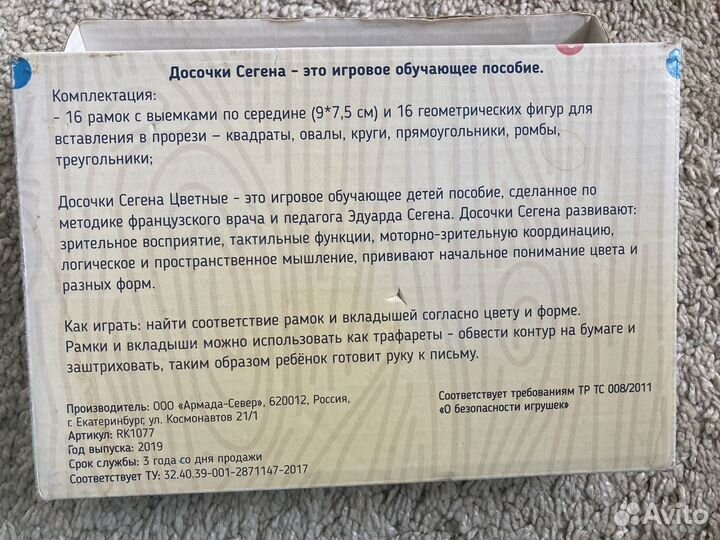 Досочки Сегена – это игровое обучающее пособие.
Комплектация:
- 16 рамок с выемками по середине (9*7,5 см) и 16 геометрических фигур для
вставления в прорези – квадраты, овалы, круги, прямоугольники, ромбы,
треугольники;
Досочки Сегена Цветные - это игровое обучающее детей пособие, сделанное по
методике французского врача и педагога Эдуарда Сегена. Досочки Сегена развивают:
зрительное восприятие, тактильные функции, моторно-зрительную координацию,
логическое и пространственное мышление, прививают начальное понимание цвета и
разных форм.
Как играть: найти соответствие рамок и вкладышей согласно цвету и форме.
Рамки и вкладыши можно использовать как трафареты - обвести контур на бумаге и
заштриховать, таким образом ребёнок готовит руку к письму.
Производитель: ООО «Армада-Север», 620012, Россия,
г. Екатеринбург, ул. Космонавтов 21/1
Артикул: RK1077
Год выпуска: 2019
Срок службы: 3 года со дня продажи
Соответствует ТУ: 32.40.39-001-2871147-2017
Соответствует требованиям ТР ТС 008/2011
«О безопасности игрушек»
Avito